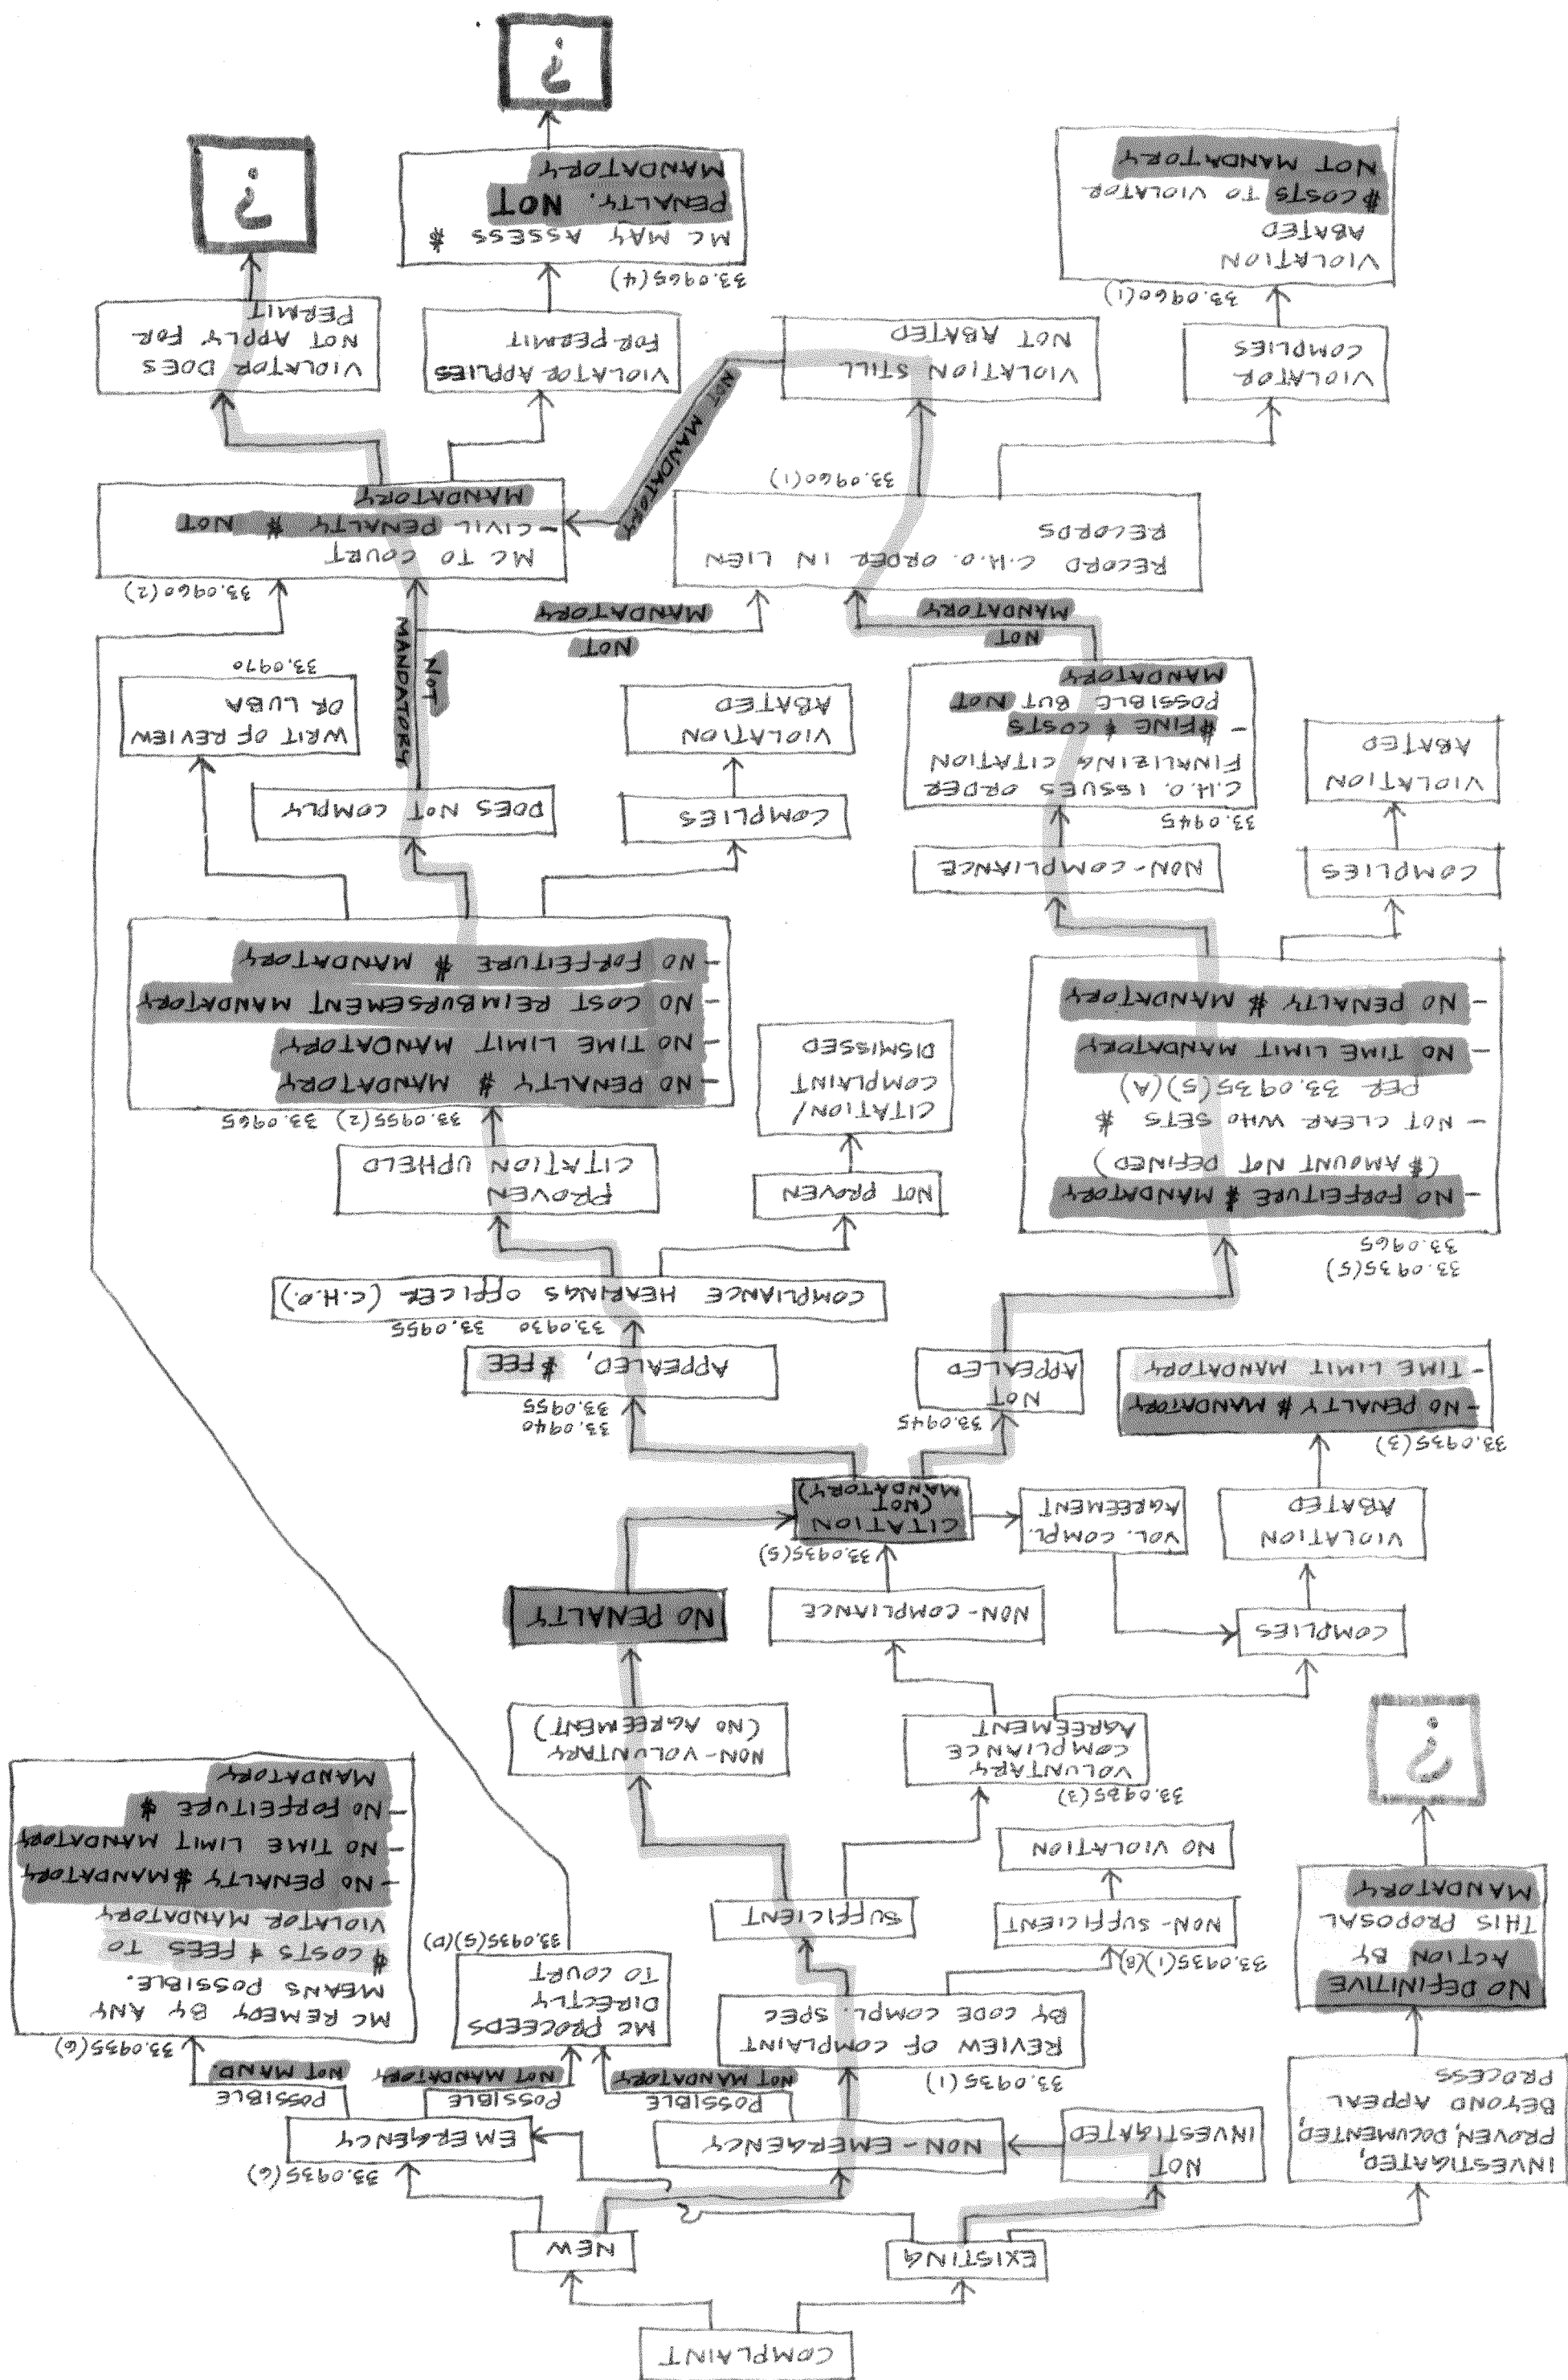 COMPLAINT
EXISTING
NEW
INVESTIGATED,
PROVEN, DOCUMENTED,
BEYOND APPEAL
PROCESS
NOT
INVESTIGATED
NON-EMERGENCY
33.0935(6)
EMERGENCY
POSSIBLE
NOT MANDATORY
POSSIBLE
NOT MANDATORY
POSSIBLE
NOT MAND.
NO DEFINITIVE
ACTION BY
THIS PROPOSAL
MANDATORY
?
33.0935(1)
REVIEW OF COMPLAINT
BY CODE COMPL. SPEC
MC PROCEEDS
DIRECTLY
TO COURT
33.0935(5)(D)
33.0935(6)
MC REMEDY BY ANY
MEANS POSSIBLE.
$ COSTS & FEES TO
VIOLATOR MANDATORY
- NO PENALTY $ MANDATORY
NO TIME LIMIT MANDATORY
- NO FORFEITURE $
MANDATORY
33.0935(1)(B)
NON-SUFFICIENT
SUFFICIENT
NO VIOLATION
33.0935(3)
VOLUNTARY
COMPLIANCE
AGREEMENT
NON-VOLUNTARY
(NO AGREEMENT)
COMPLIES
NON-COMPLIANCE
NO PENALTY
VIOLATION
ABATED
VOL. COMPL.
AGREEMENT
33.0935(5)
CITATION
(NOT
MANDATORY)
33.0935(3)
- NO PENALTY $ MANDATORY
- TIME LIMIT MANDATORY
33.0945
NOT
APPEALED
33.0940
33.0955
APPEALED, $ FEE
33.0930 33.0955
COMPLIANCE HEARINGS OFFICER (C.H.O.)
33.0935(5)
33.0965
- NO FORFEITURE $ MANDATORY
($ AMOUNT NOT DEFINED)
- NOT CLEAR WHO SETS $
PER 33.0935(5)(A)
- NO TIME LIMIT MANDATORY
- NO PENALTY $ MANDATORY
NOT PROVEN
CITATION/
COMPLAINT
DISMISSED
PROVEN
CITATION UPHELD
33.0955(2) 33.0965
- NO PENALTY $ MANDATORY
- NO TIME LIMIT MANDATORY
- NO COST REIMBURSEMENT MANDATORY
- NO FORFEITURE $ MANDATORY
COMPLIES
VIOLATION
ABATED
NON-COMPLIANCE
33.0945
C.H.O. ISSUES ORDER
FINALIZING CITATION
- $FINE & COSTS
POSSIBLE BUT NOT
MANDATORY
COMPLIES
VIOLATION
ABATED
DOES NOT COMPLY
WRIT OF REVIEW
OR LUBA
33.0970
NOT
MANDATORY
NOT
MANDATORY
NOT
MANDATORY
RECORD C.H.O. ORDER IN LIEN
RECORDS
33.0960(1)
33.0960(2)
MC TO COURT
- CIVIL PENALTY $ NOT
MANDATORY
NOT MANDATORY
VIOLATOR
COMPLIES
VIOLATION STILL
NOT ABATED
VIOLATOR APPLIES
FOR PERMIT
VIOLATOR DOES
NOT APPLY FOR
PERMIT
33.0960(1)
VIOLATION
ABATED
$ COSTS TO VIOLATOR
NOT MANDATORY
33.0965(4)
MC MAY ASSESS $
PENALTY. NOT
MANDATORY
?
?